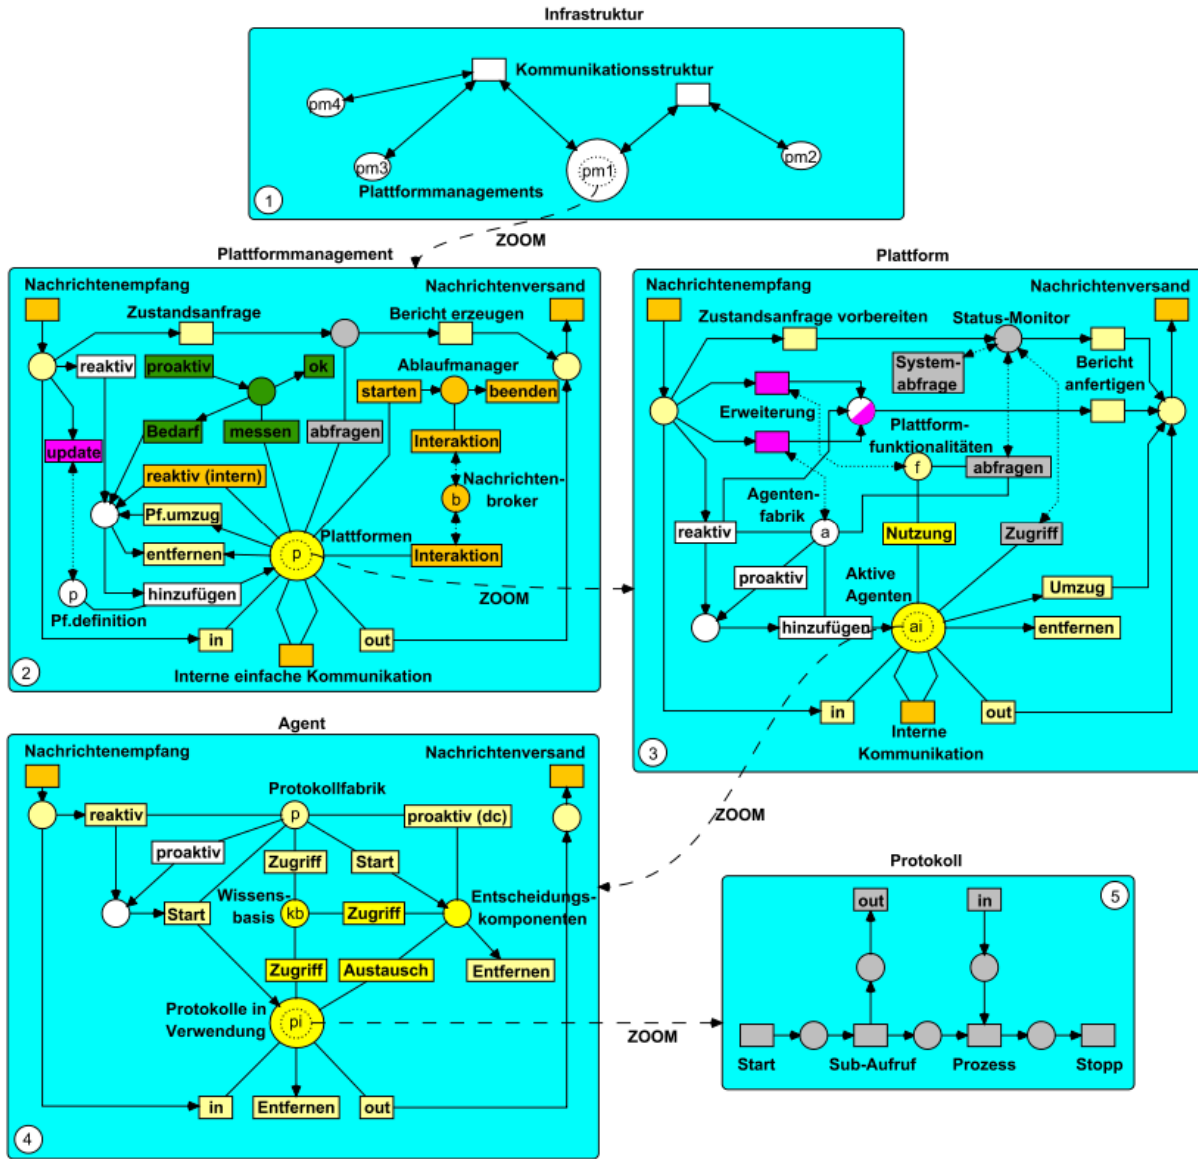 Infrastruktur
Kommunikationsstruktur
pm4
pm3
pm1
pm2
Plattformmanagements
1
ZOOM
Plattformmanagement
Nachrichtenempfang
Nachrichtenversand
Zustandsanfrage
Bericht erzeugen
reaktiv
proaktiv
ok
Ablaufmanager
starten
beenden
Bedarf
messen
abfragen
Interaktion
update
reaktiv (intern)
Nachrichten-
broker
b
Pf.umzug
Plattformen
entfernen
p
Interaktion
p
hinzufügen
Pf.definition
in
out
Interne einfache Kommunikation
2
ZOOM
Plattform
Nachrichtenempfang
Nachrichtenversand
Zustandsanfrage vorbereiten
Status-Monitor
System-
abfrage
Bericht
anfertigen
Erweiterung
Plattform-
funktionalitäten
f
abfragen
Agenten-
fabrik
reaktiv
a
Nutzung
Zugriff
proaktiv
Aktive
Agenten
Umzug
hinzufügen
ai
entfernen
in
out
Interne
Kommunikation
3
ZOOM
Agent
Nachrichtenempfang
Nachrichtenversand
Protokollfabrik
reaktiv
p
proaktiv (dc)
proaktiv
Zugriff
Start
Wissens-
basis
Entscheidungs-
komponenten
Start
kb
Zugriff
Zugriff
Austausch
Entfernen
Protokolle in
Verwendung
pi
in
Entfernen
out
4
ZOOM
Protokoll
5
out
in
Start
Sub-Aufruf
Prozess
Stopp